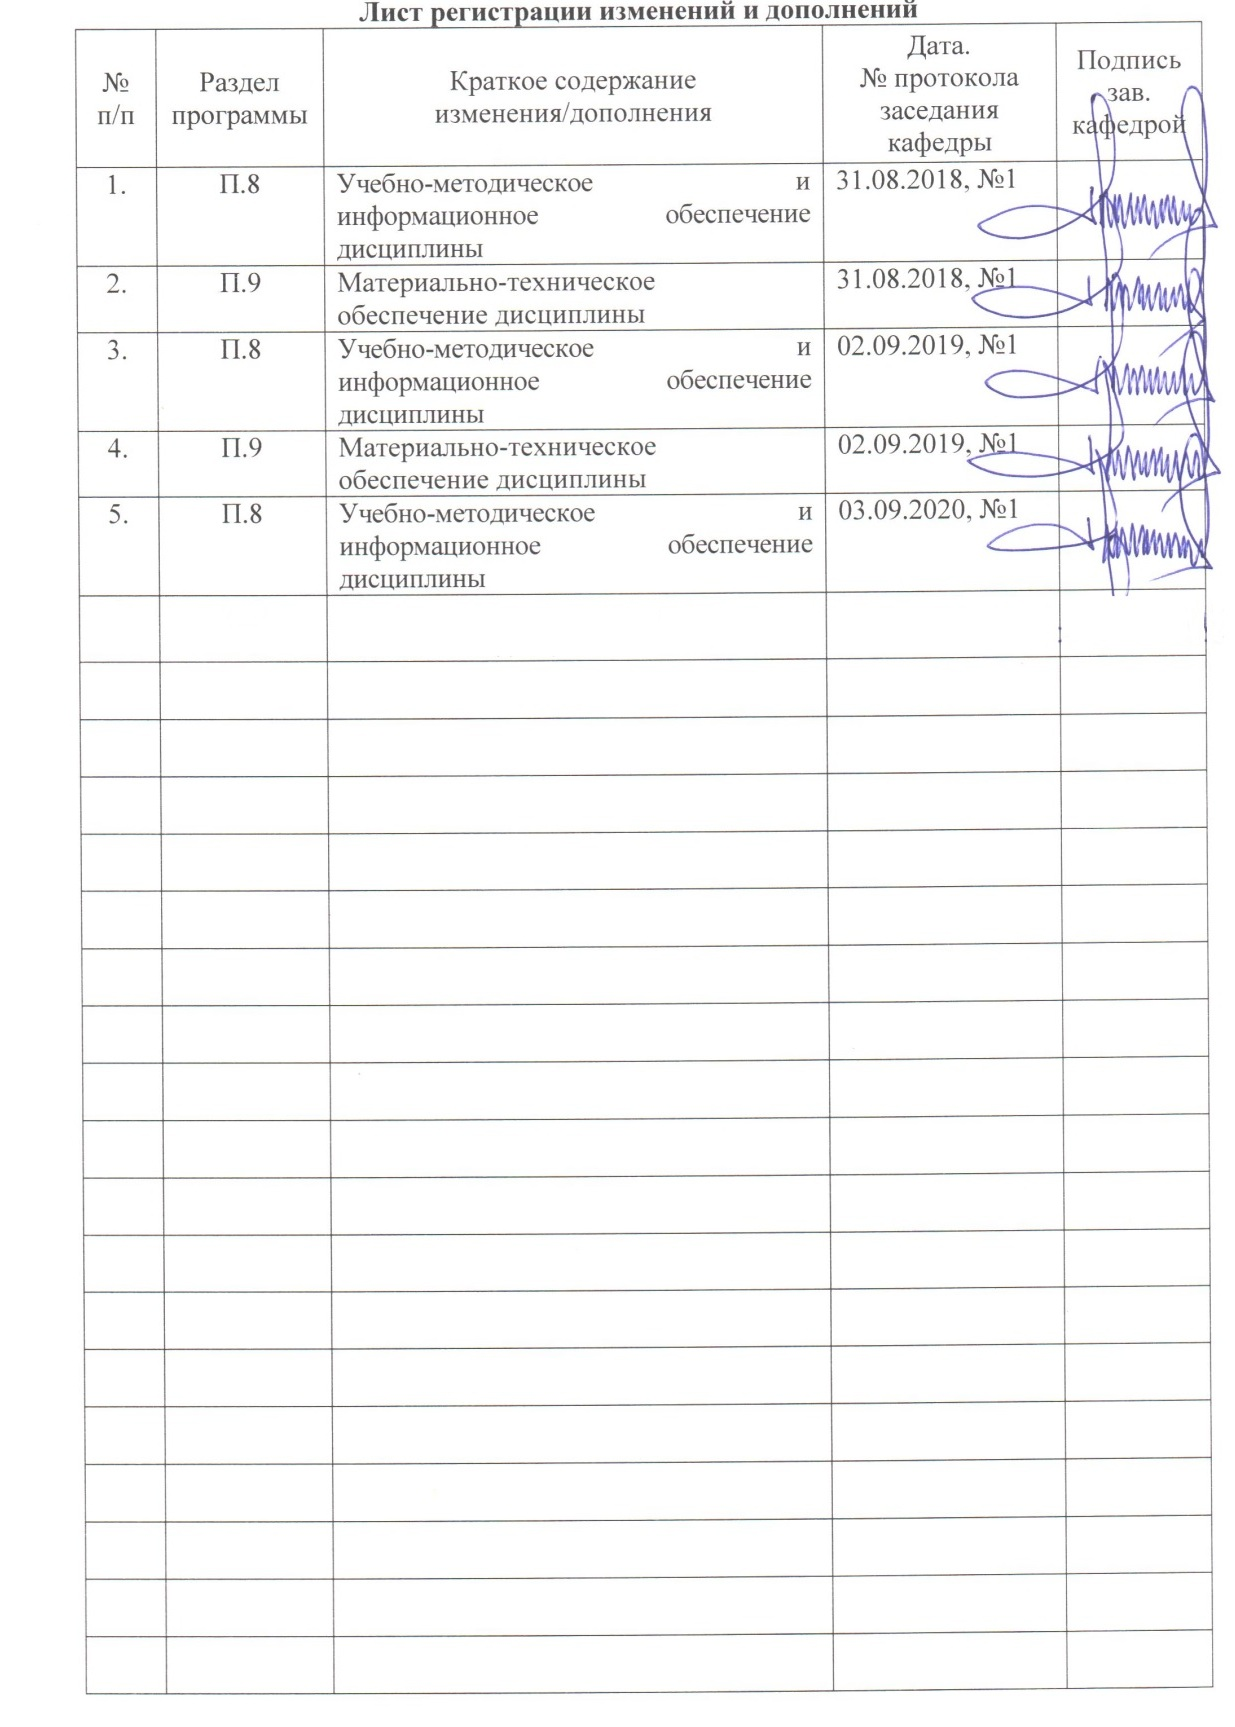 Лист регистрации изменений и дополнений
№
п/п
Раздел
программы
Краткое содержание
изменения/дополнения
Дата.
№ протокола
заседания
кафедры
Подпись
зав.
кафедрой
1.
П.8
Учебно-методическое и
информационное обеспечение
дисциплины
31.08.2018, №1
2.
П.9
Материально-техническое
обеспечение дисциплины
31.08.2018, №1
3.
П.8
Учебно-методическое и
информационное обеспечение
дисциплины
02.09.2019, №1
4.
П.9
Материально-техническое
обеспечение дисциплины
02.09.2019, №1
5.
П.8
Учебно-методическое и
информационное обеспечение
дисциплины
03.09.2020, №1